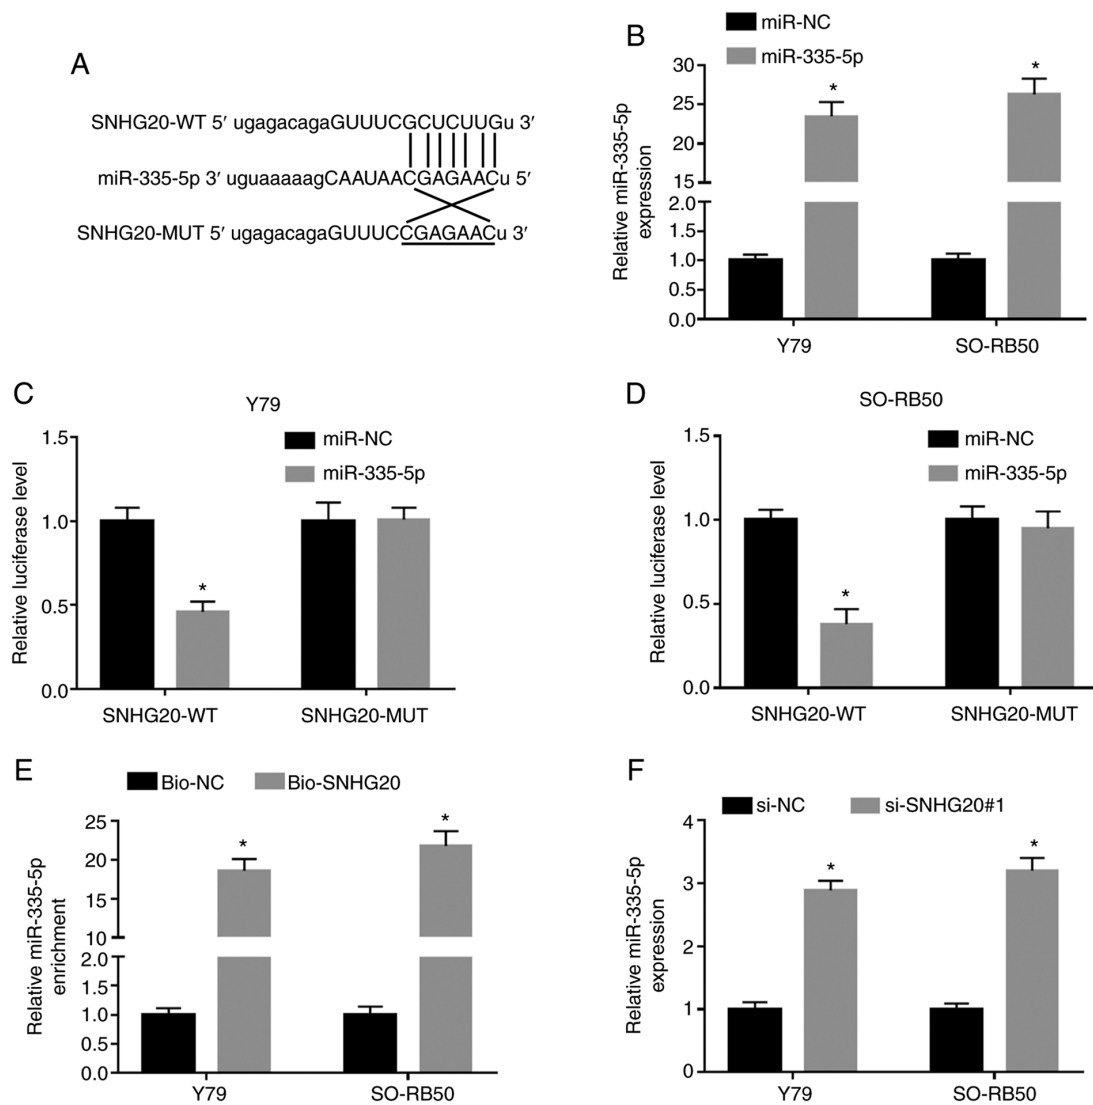 A
SNHG20-WT 5′ ugagacagaGUUUCGCUCUUGu 3′
miR-335-5p 3′ uguaaaaagCAAUAACGAGAACu 5′
SNHG20-MUT 5′ ugagacagaGUUUCCGAGAACu 3′
B
miR-NC
miR-335-5p
Relative miR-335-5p
expression
30
25
20
15
2.0
1.0
0.5
0.0
*
*
Y79
SO-RB50
C
Y79
miR-NC
miR-335-5p
Relative luciferase level
1.5
1.0
0.5
0.0
*
SNHG20-WT
SNHG20-MUT
D
SO-RB50
miR-NC
miR-335-5p
Relative luciferase level
1.5
1.0
0.5
0.0
*
SNHG20-WT
SNHG20-MUT
E
Bio-NC
Bio-SNHG20
Relative miR-335-5p
enrichment
25
20
15
10
2.0
1.0
0.5
0.0
*
*
Y79
SO-RB50
F
si-NC
si-SNHG20#1
Relative miR-335-5p
expression
4
3
2
1
0
*
*
Y79
SO-RB50